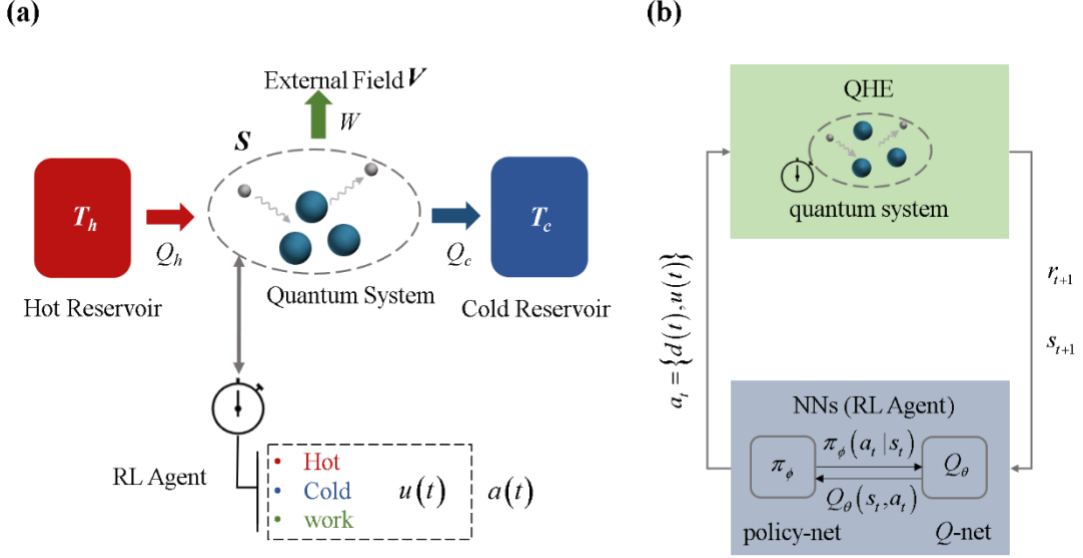 (a)
External Field V
W
S
T_h
Q_h
Q_c
T_c
Hot Reservoir
Quantum System
Cold Reservoir
RL Agent
• Hot
• Cold
• work
u(t)
a(t)
(b)
QHE
quantum system
a_t = {d(t), u(t)}
r_{t+1}
s_{t+1}
NNs (RL Agent)
π_ϕ
π_ϕ(a_t | s_t)
Q_θ(s_t, a_t)
Q_θ
policy-net
Q-net